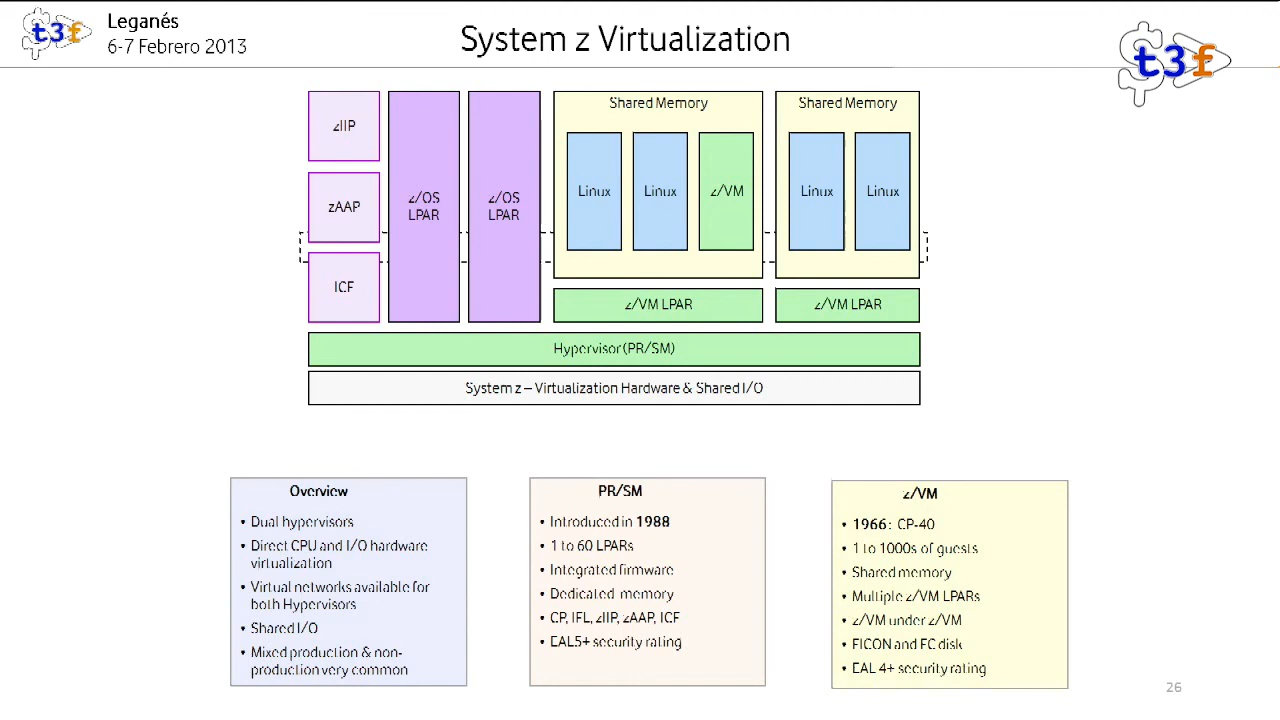 t3f
Leganés
6-7 Febrero 2013
System z Virtualization
t3f
zIIP
zAAP
ICF
z/OS
LPAR
z/OS
LPAR
Shared Memory
Linux
Linux
z/VM
z/VM LPAR
Shared Memory
Linux
Linux
z/VM LPAR
Hypervisor (PR/SM)
System z – Virtualization Hardware & Shared I/O
Overview
• Dual hypervisors
• Direct CPU and I/O hardware
virtualization
• Virtual networks available for
both Hypervisors
• Shared I/O
• Mixed production & non-
production very common
PR/SM
• Introduced in 1988
• 1 to 60 LPARs
• Integrated firmware
• Dedicated memory
• CP, IFL, zIIP, zAAP, ICF
• EAL5+ security rating
z/VM
• 1966: CP-40
• 1 to 1000s of guests
• Shared memory
• Multiple z/VM LPARs
• z/VM under z/VM
• FICON and FC disk
• EAL 4+ security rating
26